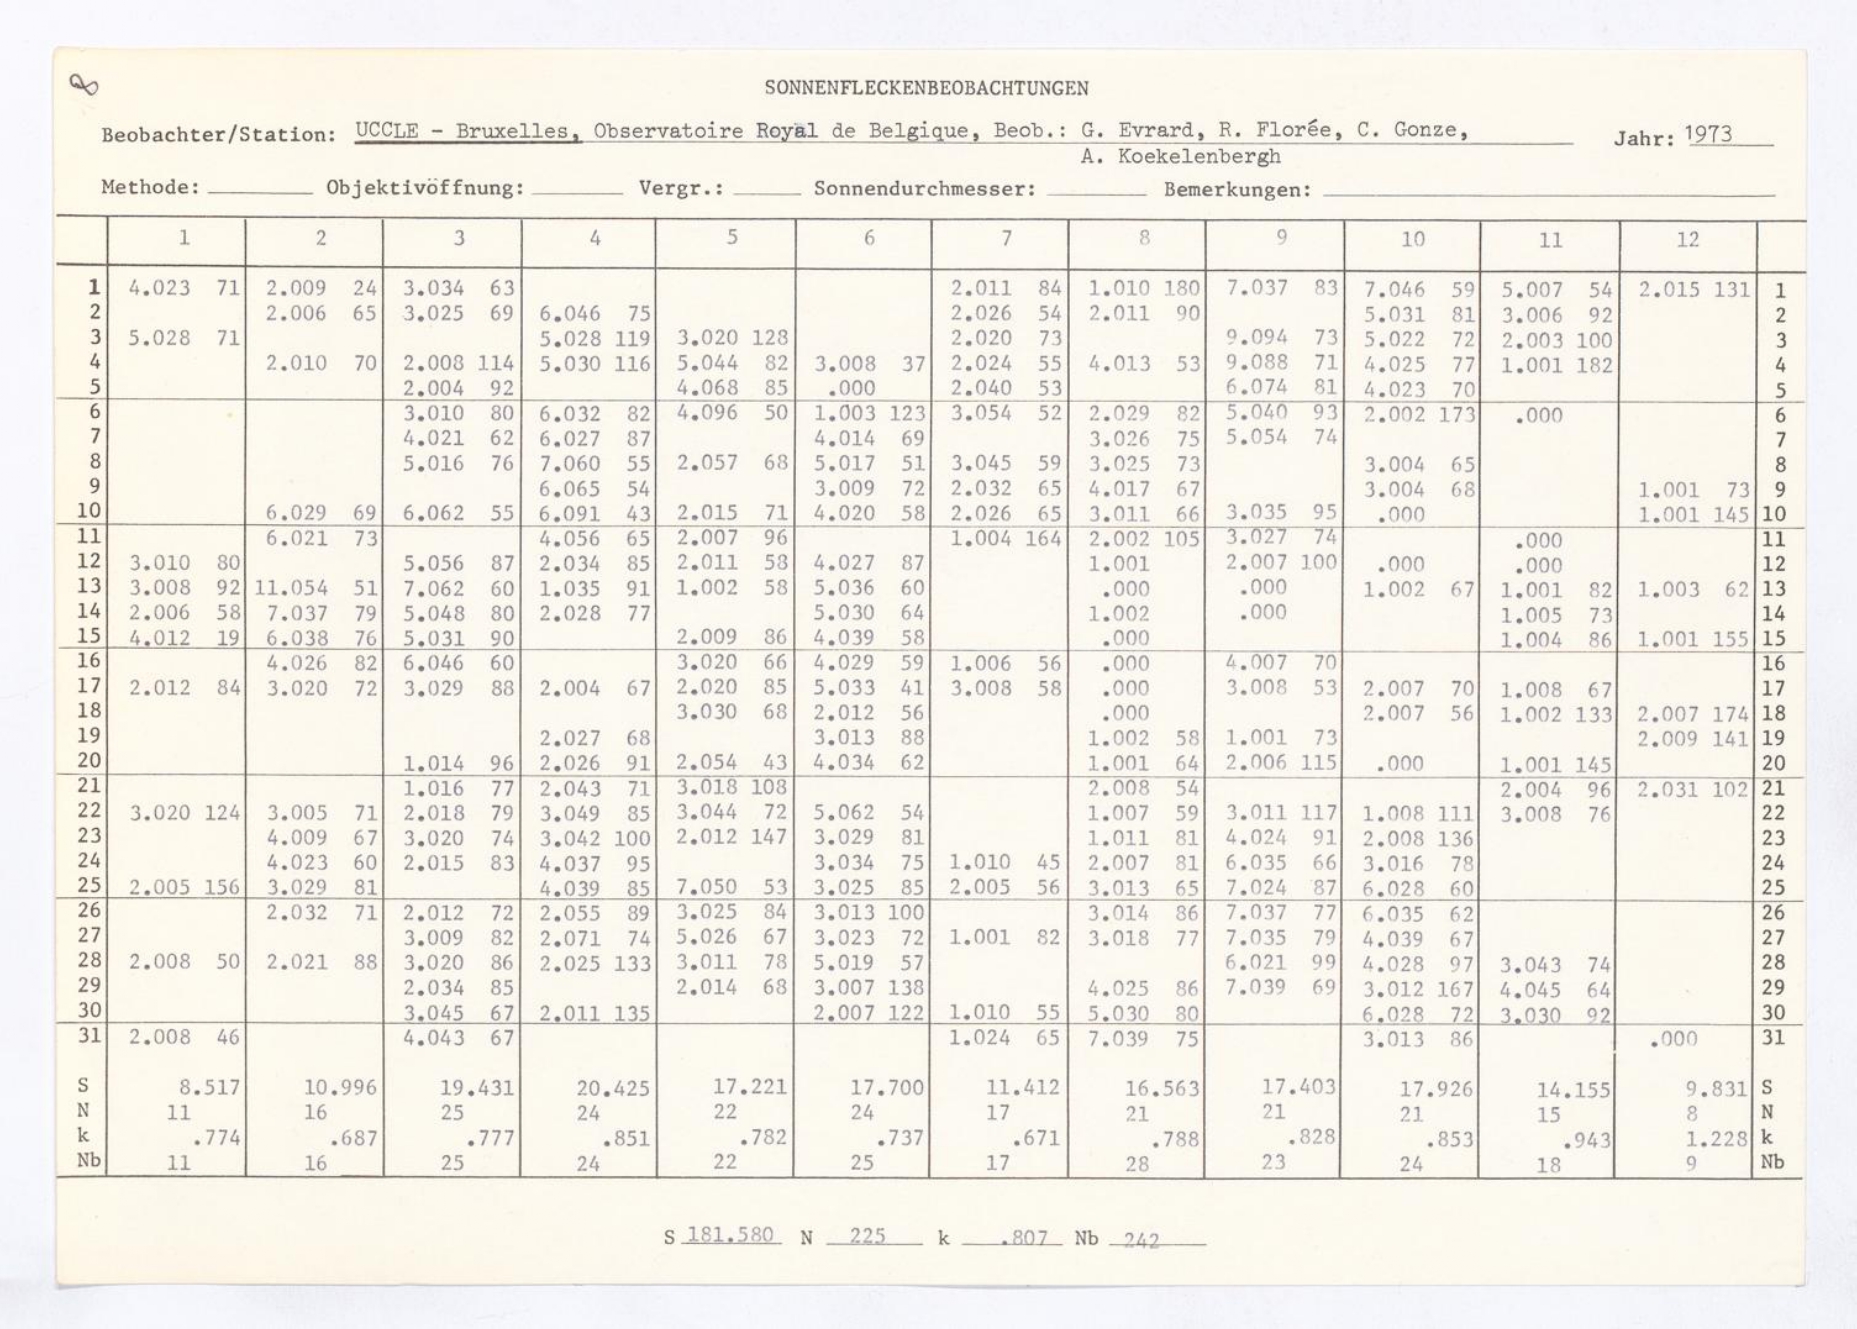 8
SONNENFLECKENBEOBACHTUNGEN
Beobachter/Station: UCCLE - Bruxelles, Observatoire Royal de Belgique, Beob.: G. Evrard, R. Florée, C. Gonze, Jahr: 1973
A. Koekelenbergh
Methode: Objektivöffnung: Vergr.: Sonnendurchmesser: Bemerkungen:
1 2 3 4 5 6 7 8 9 10 11 12
1 4.023 71 2.009 24 3.034 63 2.011 84 1.010 180 7.037 83 7.046 59 5.007 54 2.015 131 1
2 2.006 65 3.025 69 6.046 75 2.026 54 2.011 90 5.031 81 3.006 92 2
3 5.028 71 5.028 119 3.020 128 2.020 73 9.094 73 5.022 72 2.003 100 3
4 2.010 70 2.008 114 5.030 116 5.044 82 3.008 37 2.024 55 4.013 53 9.088 71 4.025 77 1.001 182 4
5 2.004 92 4.068 85 .000 2.040 53 6.074 81 4.023 70 5
6 3.010 80 6.032 82 4.096 50 1.003 123 3.054 52 2.029 82 5.040 93 2.002 173 .000 6
7 4.021 62 6.027 87 4.014 69 3.026 75 5.054 74 7
8 5.016 76 7.060 55 2.057 68 5.017 51 3.045 59 3.025 73 3.004 65 8
9 6.065 54 3.009 72 2.032 65 4.017 67 3.004 68 1.001 73 9
10 6.029 69 6.062 55 6.091 43 2.015 71 4.020 58 2.026 65 3.011 66 3.035 95 .000 1.001 145 10
11 6.021 73 4.056 65 2.007 96 1.004 164 2.002 105 3.027 74 .000 11
12 3.010 80 5.056 87 2.034 85 2.011 58 4.027 87 1.001 2.007 100 .000 .000 12
13 3.008 92 11.054 51 7.062 60 1.035 91 1.002 58 5.036 60 .000 .000 1.002 67 1.001 82 1.003 62 13
14 2.006 58 7.037 79 5.048 80 2.028 77 5.030 64 1.002 .000 1.005 73 14
15 4.012 19 6.038 76 5.031 90 2.009 86 4.039 58 .000 1.004 86 1.001 155 15
16 4.026 82 6.046 60 3.020 66 4.029 59 1.006 56 .000 4.007 70 16
17 2.012 84 3.020 72 3.029 88 2.004 67 2.020 85 5.033 41 3.008 58 .000 3.008 53 2.007 70 1.008 67 17
18 3.030 68 2.012 56 .000 2.007 56 1.002 133 2.007 174 18
19 2.027 68 3.013 88 1.002 58 1.001 73 2.009 141 19
20 1.014 96 2.026 91 2.054 43 4.034 62 1.001 64 2.006 115 .000 1.001 145 20
21 1.016 77 2.043 71 3.018 108 2.008 54 2.004 96 2.031 102 21
22 3.020 124 3.005 71 2.018 79 3.049 85 3.044 72 5.062 54 1.007 59 3.011 117 1.008 111 3.008 76 22
23 4.009 67 3.020 74 3.042 100 2.012 147 3.029 81 1.011 81 4.024 91 2.008 136 23
24 4.023 60 2.015 83 4.037 95 3.034 75 1.010 45 2.007 81 6.035 66 3.016 78 24
25 2.005 156 3.029 81 4.039 85 7.050 53 3.025 85 2.005 56 3.013 65 7.024 87 6.028 60 25
26 2.032 71 2.012 72 2.055 89 3.025 84 3.013 100 3.014 86 7.037 77 6.035 62 26
27 3.009 82 2.071 74 5.026 67 3.023 72 1.001 82 3.018 77 7.035 79 4.039 67 27
28 2.008 50 2.021 88 3.020 86 2.025 133 3.011 78 5.019 57 6.021 99 4.028 97 3.043 74 28
29 2.034 85 2.014 68 3.007 138 4.025 86 7.039 69 3.012 167 4.045 64 29
30 3.045 67 2.011 135 2.007 122 1.010 55 5.030 80 6.028 72 3.030 92 30
31 2.008 46 4.043 67 1.024 65 7.039 75 3.013 86 .000 31
S 8.517 10.996 19.431 20.425 17.221 17.700 11.412 16.563 17.403 17.926 14.155 9.831 S
N 11 16 25 24 22 24 17 21 21 21 15 8 N
k .774 .687 .777 .851 .782 .737 .671 .788 .828 .853 .943 1.228 k
Nb 11 16 25 24 22 25 17 28 23 24 18 9 Nb
S 181.580 N 225 k .807 Nb 242